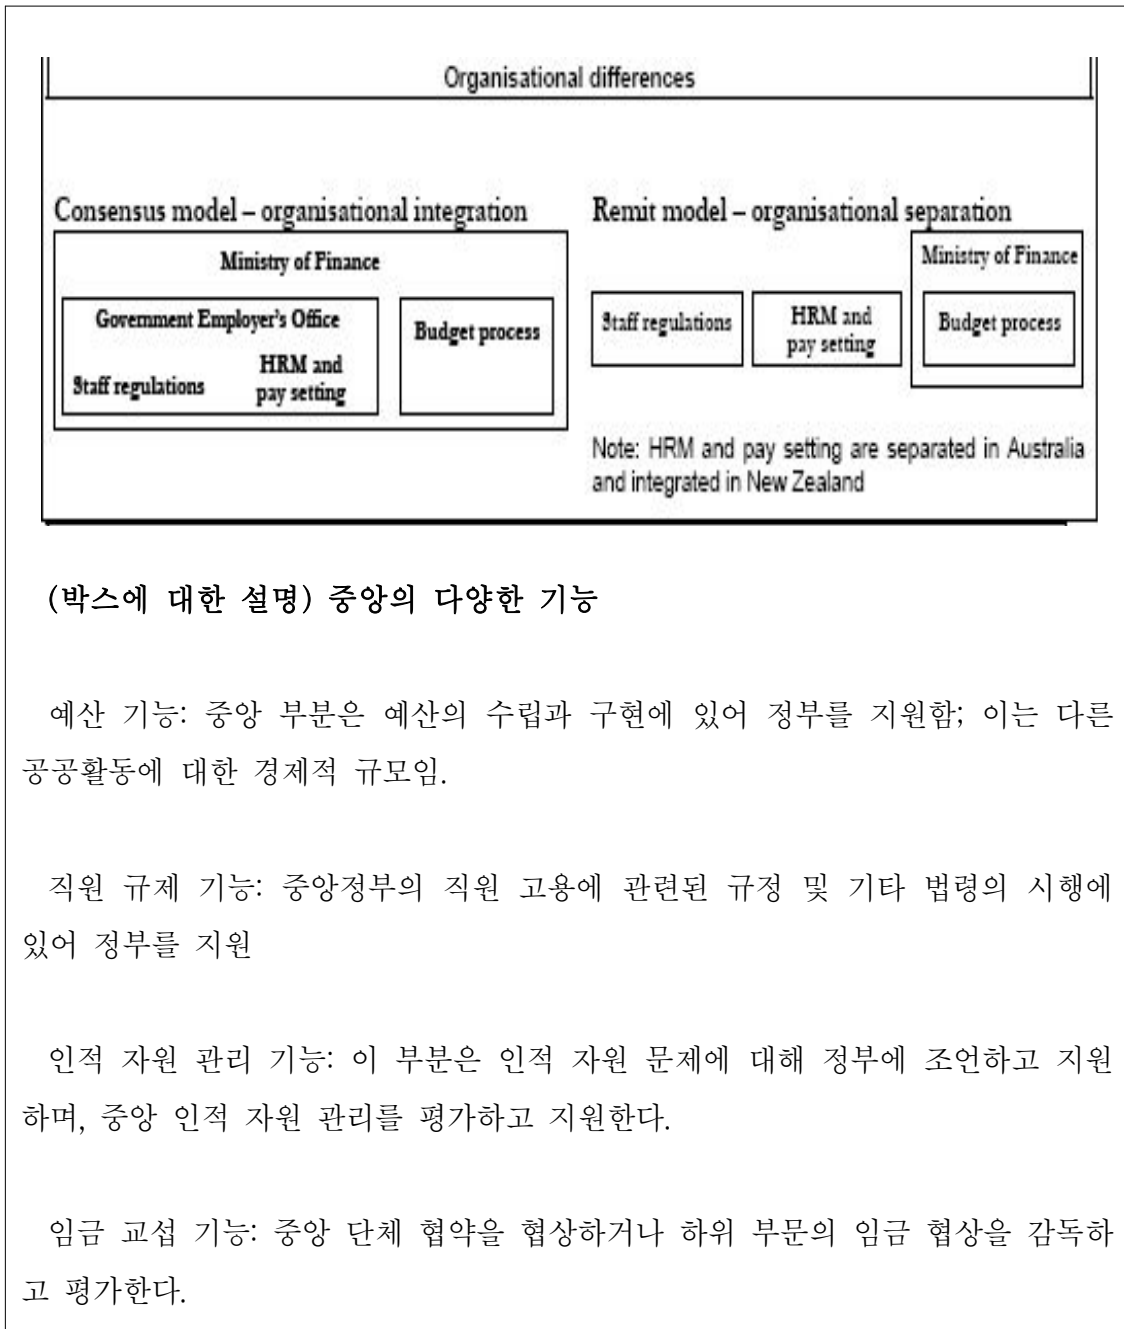 Organisational differences
Consensus model – organisational integration
Ministry of Finance
Government Employer's Office
Staff regulations
HRM and
pay setting
Budget process
Remit model – organisational separation
Staff regulations
HRM and
pay setting
Ministry of Finance
Budget process
Note: HRM and pay setting are separated in Australia
and integrated in New Zealand
(박스에 대한 설명) 중앙의 다양한 기능
예산 기능: 중앙 부분은 예산의 수립과 구현에 있어 정부를 지원함; 이는 다른
공공활동에 대한 경제적 규모임.
직원 규제 기능: 중앙정부의 직원 고용에 관련된 규정 및 기타 법령의 시행에
있어 정부를 지원
인적 자원 관리 기능: 이 부분은 인적 자원 문제에 대해 정부에 조언하고 지원
하며, 중앙 인적 자원 관리를 평가하고 지원한다.
임금 교섭 기능: 중앙 단체 협약을 협상하거나 하위 부문의 임금 협상을 감독하
고 평가한다.